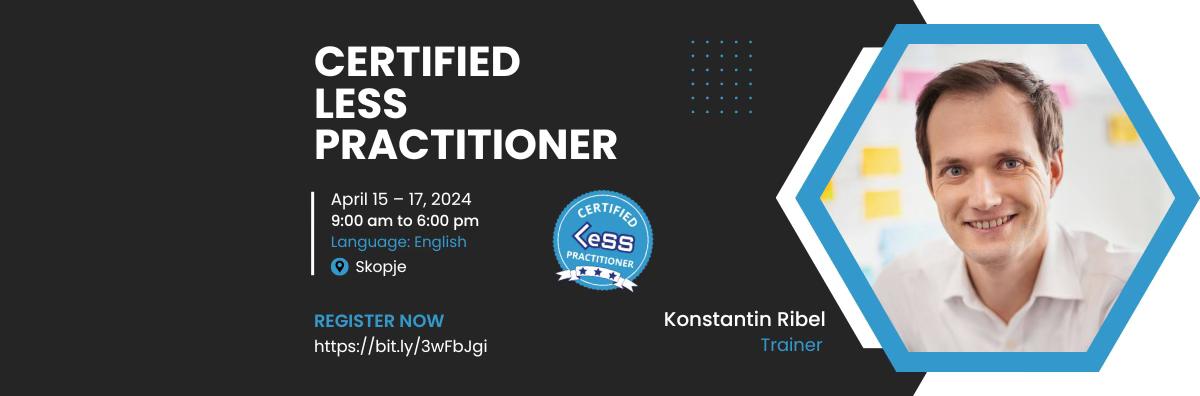 CERTIFIED
LESS
PRACTITIONER
April 15 – 17, 2024
9:00 am to 6:00 pm
Language: English
Skopje
CERTIFIED
LeSS
PRACTITIONER
REGISTER NOW
https://bit.ly/3wFbJgi
Konstantin Ribel
Trainer